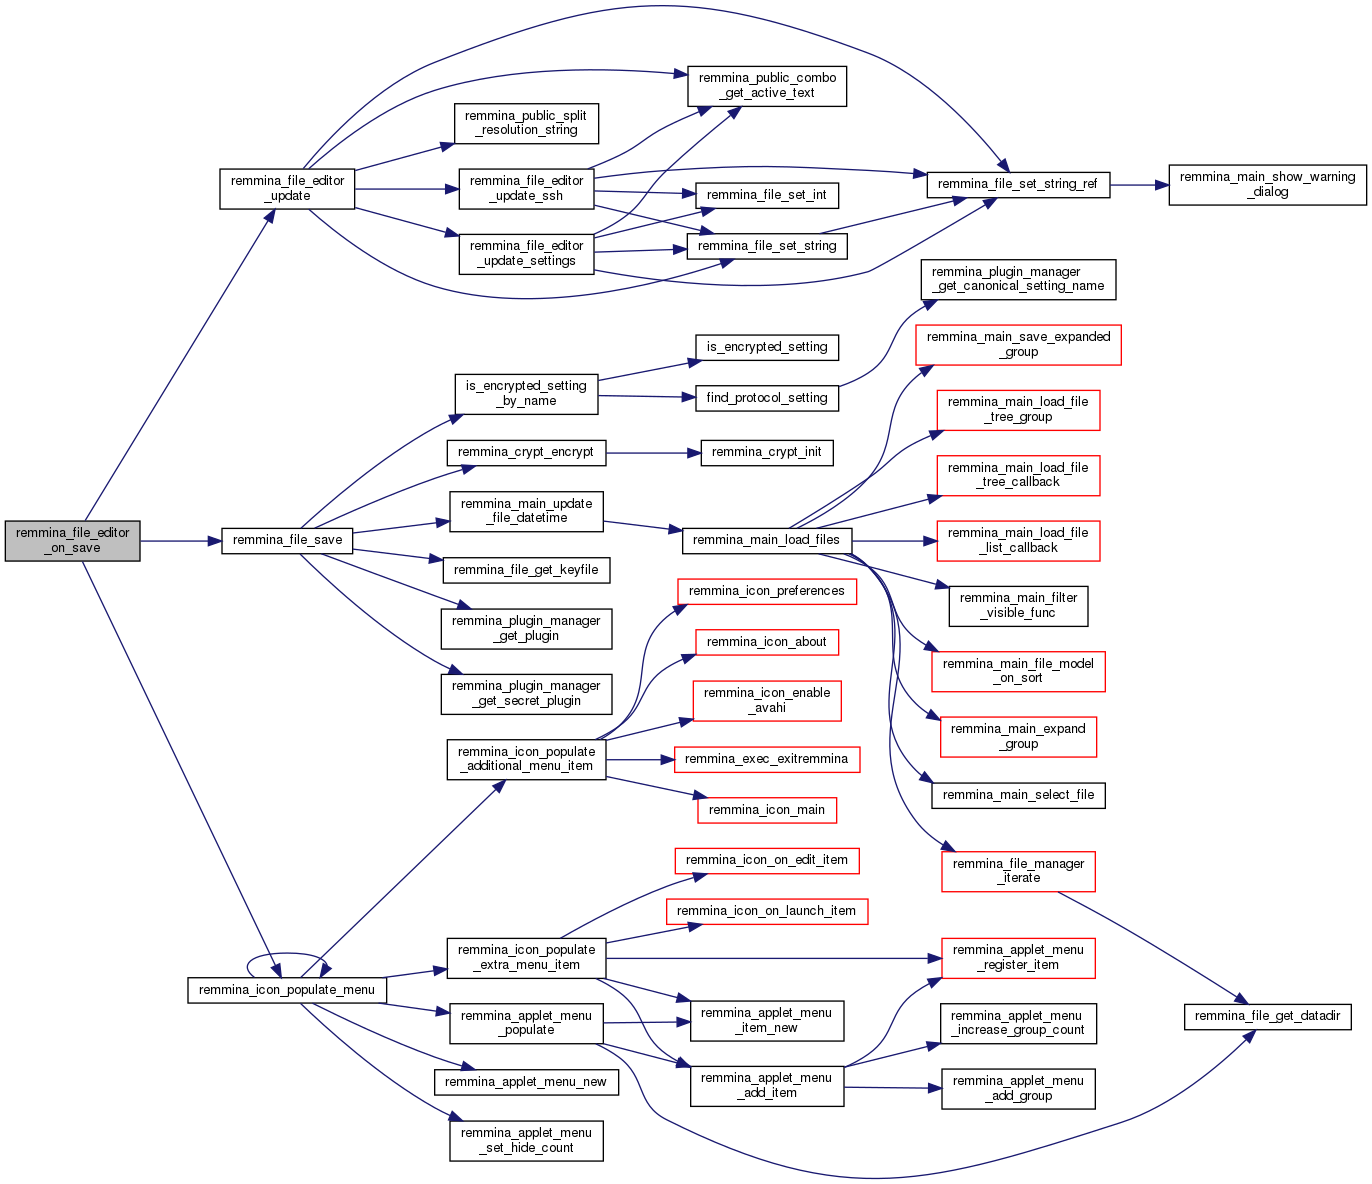 remmina_file_editor
_on_save
remmina_file_editor
_update
remmina_public_split
_resolution_string
remmina_file_editor
_update_ssh
remmina_file_editor
_update_settings
remmina_public_combo
_get_active_text
remmina_file_set_int
remmina_file_set_string
remmina_file_set_string_ref
remmina_main_show_warning
_dialog
remmina_file_save
is_encrypted_setting
_by_name
remmina_crypt_encrypt
remmina_main_update
_file_datetime
remmina_file_get_keyfile
remmina_plugin_manager
_get_plugin
remmina_plugin_manager
_get_secret_plugin
is_encrypted_setting
find_protocol_setting
remmina_crypt_init
remmina_main_load_files
remmina_plugin_manager
_get_canonical_setting_name
remmina_main_save_expanded
_group
remmina_main_load_file
_tree_group
remmina_main_load_file
_tree_callback
remmina_main_load_file
_list_callback
remmina_main_filter
_visible_func
remmina_main_file_model
_on_sort
remmina_main_expand
_group
remmina_main_select_file
remmina_file_manager
_iterate
remmina_icon_populate_menu
remmina_icon_populate
_additional_menu_item
remmina_icon_preferences
remmina_icon_about
remmina_icon_enable
_avahi
remmina_exec_exitremmina
remmina_icon_main
remmina_icon_populate
_extra_menu_item
remmina_icon_on_edit_item
remmina_icon_on_launch_item
remmina_applet_menu
_populate
remmina_applet_menu
_item_new
remmina_applet_menu
_add_item
remmina_applet_menu
_register_item
remmina_applet_menu
_increase_group_count
remmina_applet_menu
_add_group
remmina_file_get_datadir
remmina_applet_menu_new
remmina_applet_menu
_set_hide_count